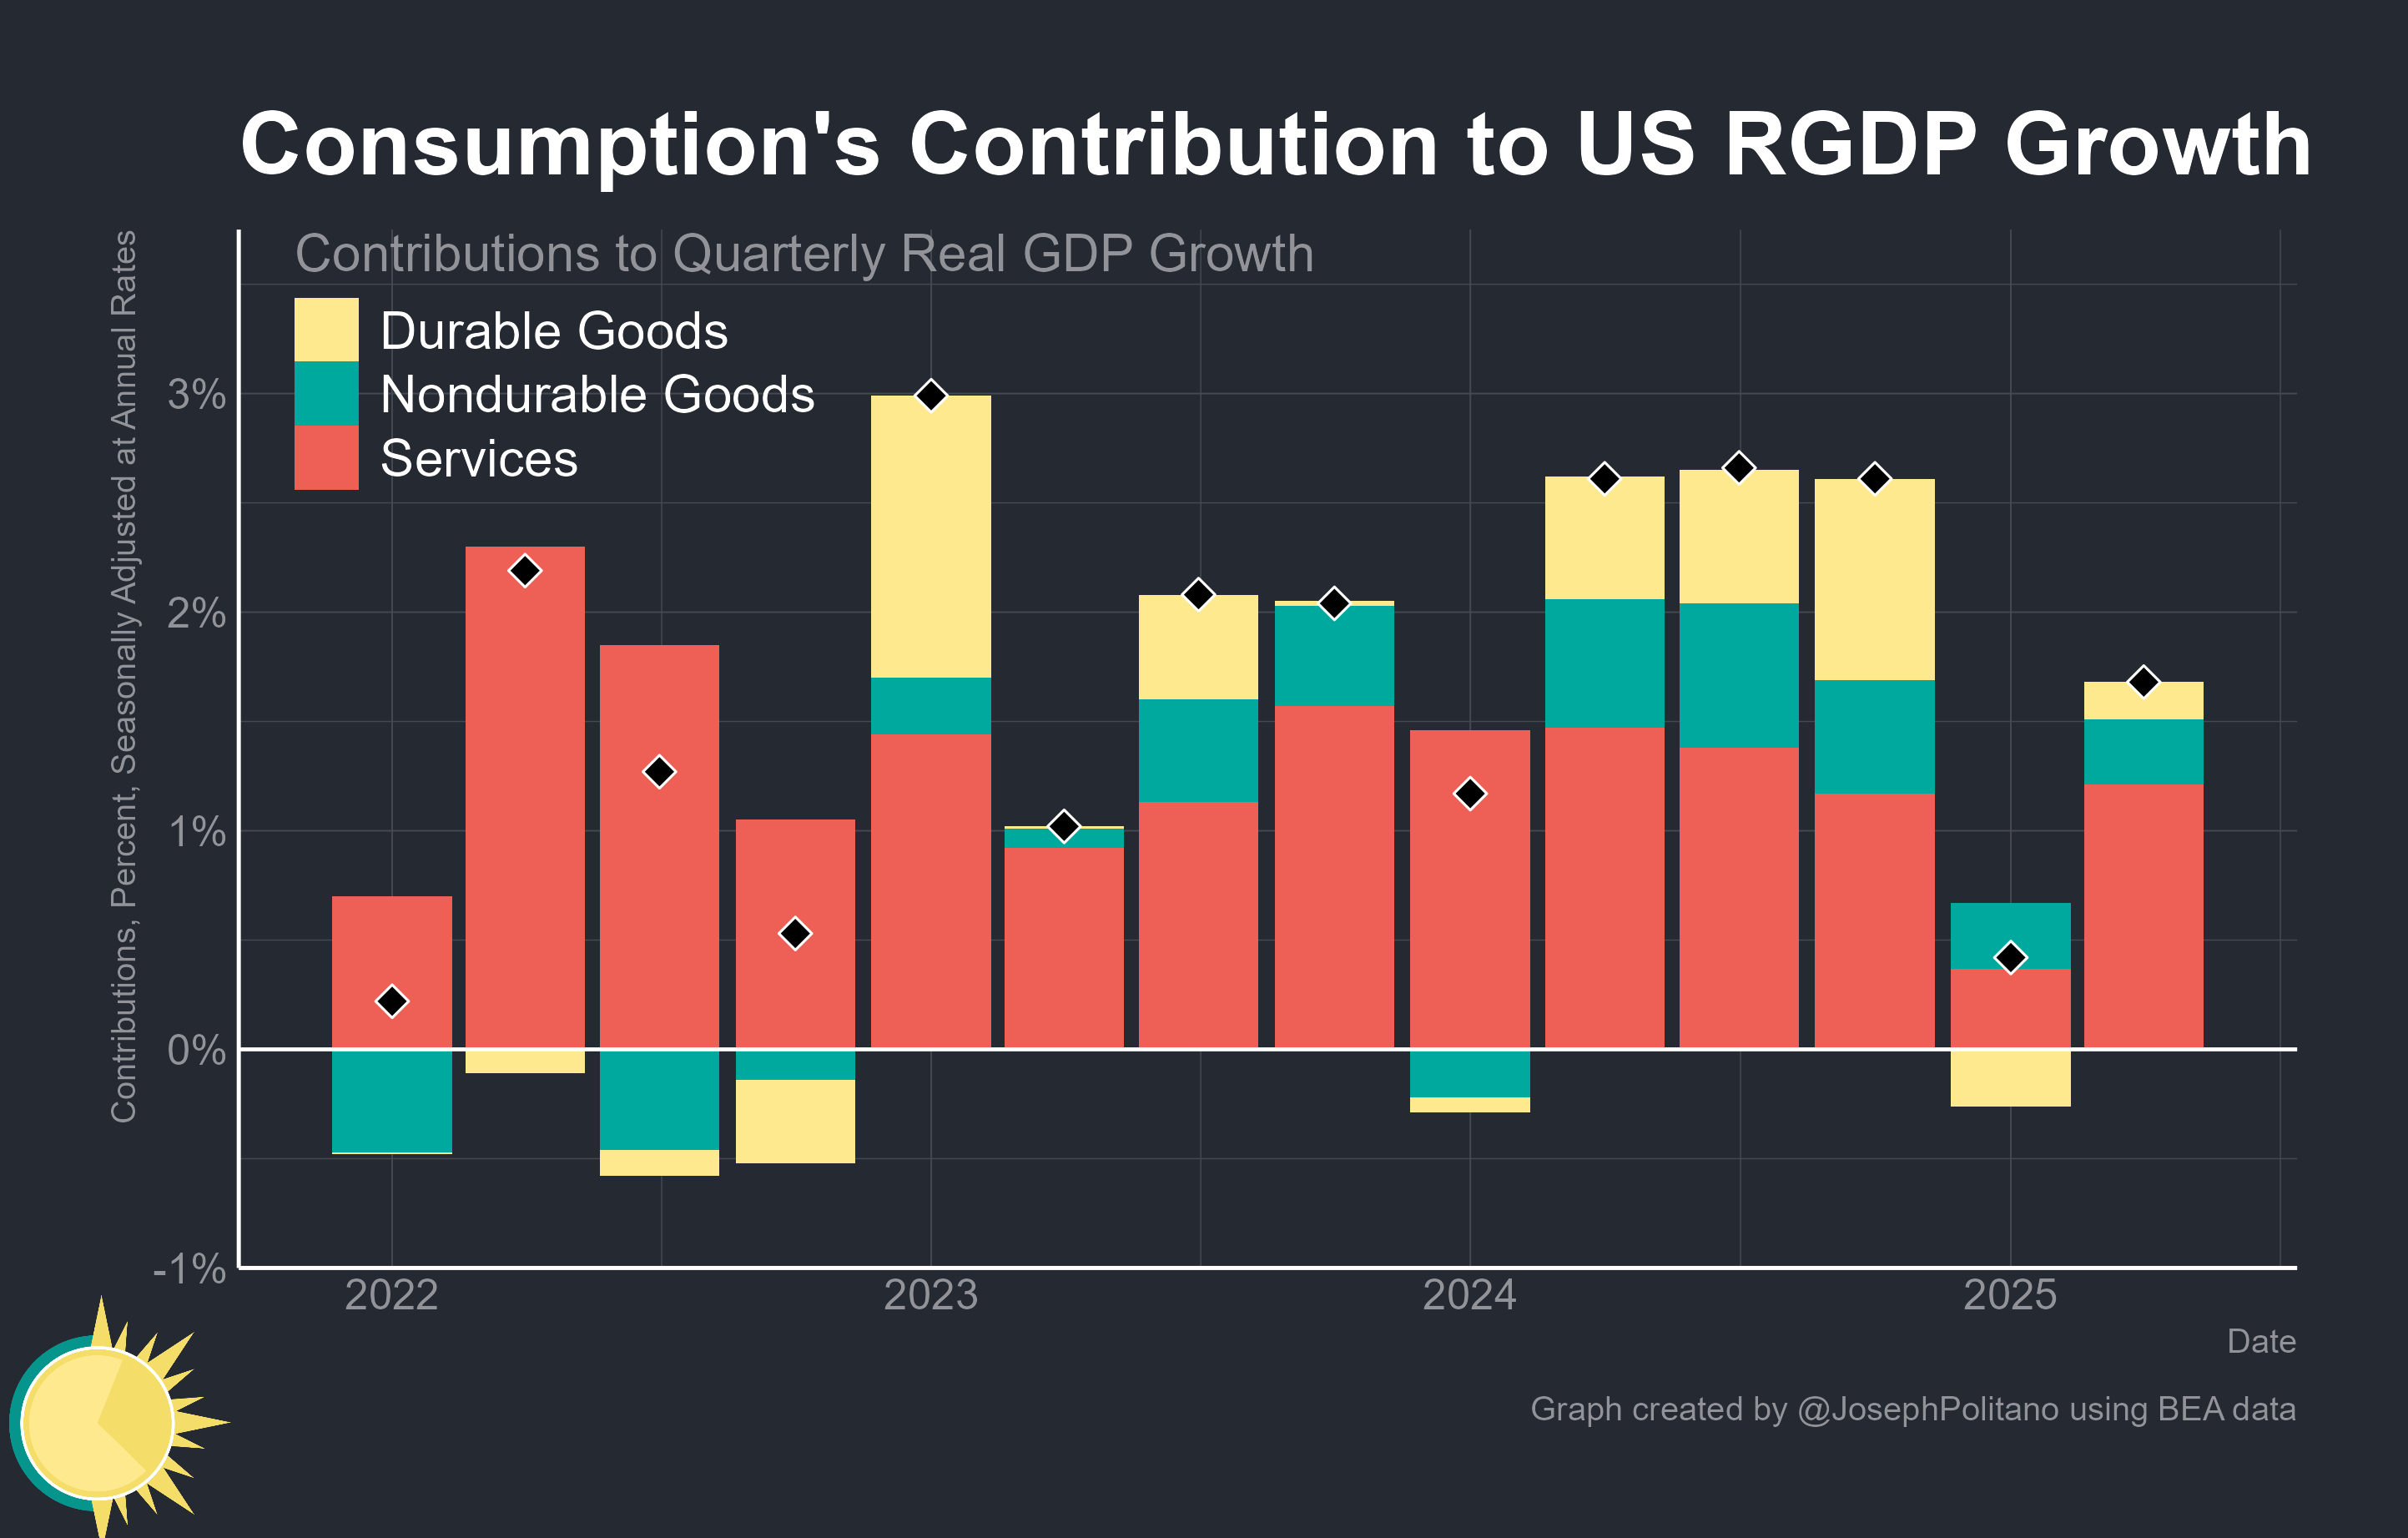 Consumption's Contribution to US RGDP Growth
Contributions to Quarterly Real GDP Growth
Durable Goods
Nondurable Goods
Services
Contributions, Percent, Seasonally Adjusted at Annual Rates
3%
2%
1%
0%
-1%
2022
2023
2024
2025
Date
Graph created by @JosephPolitano using BEA data